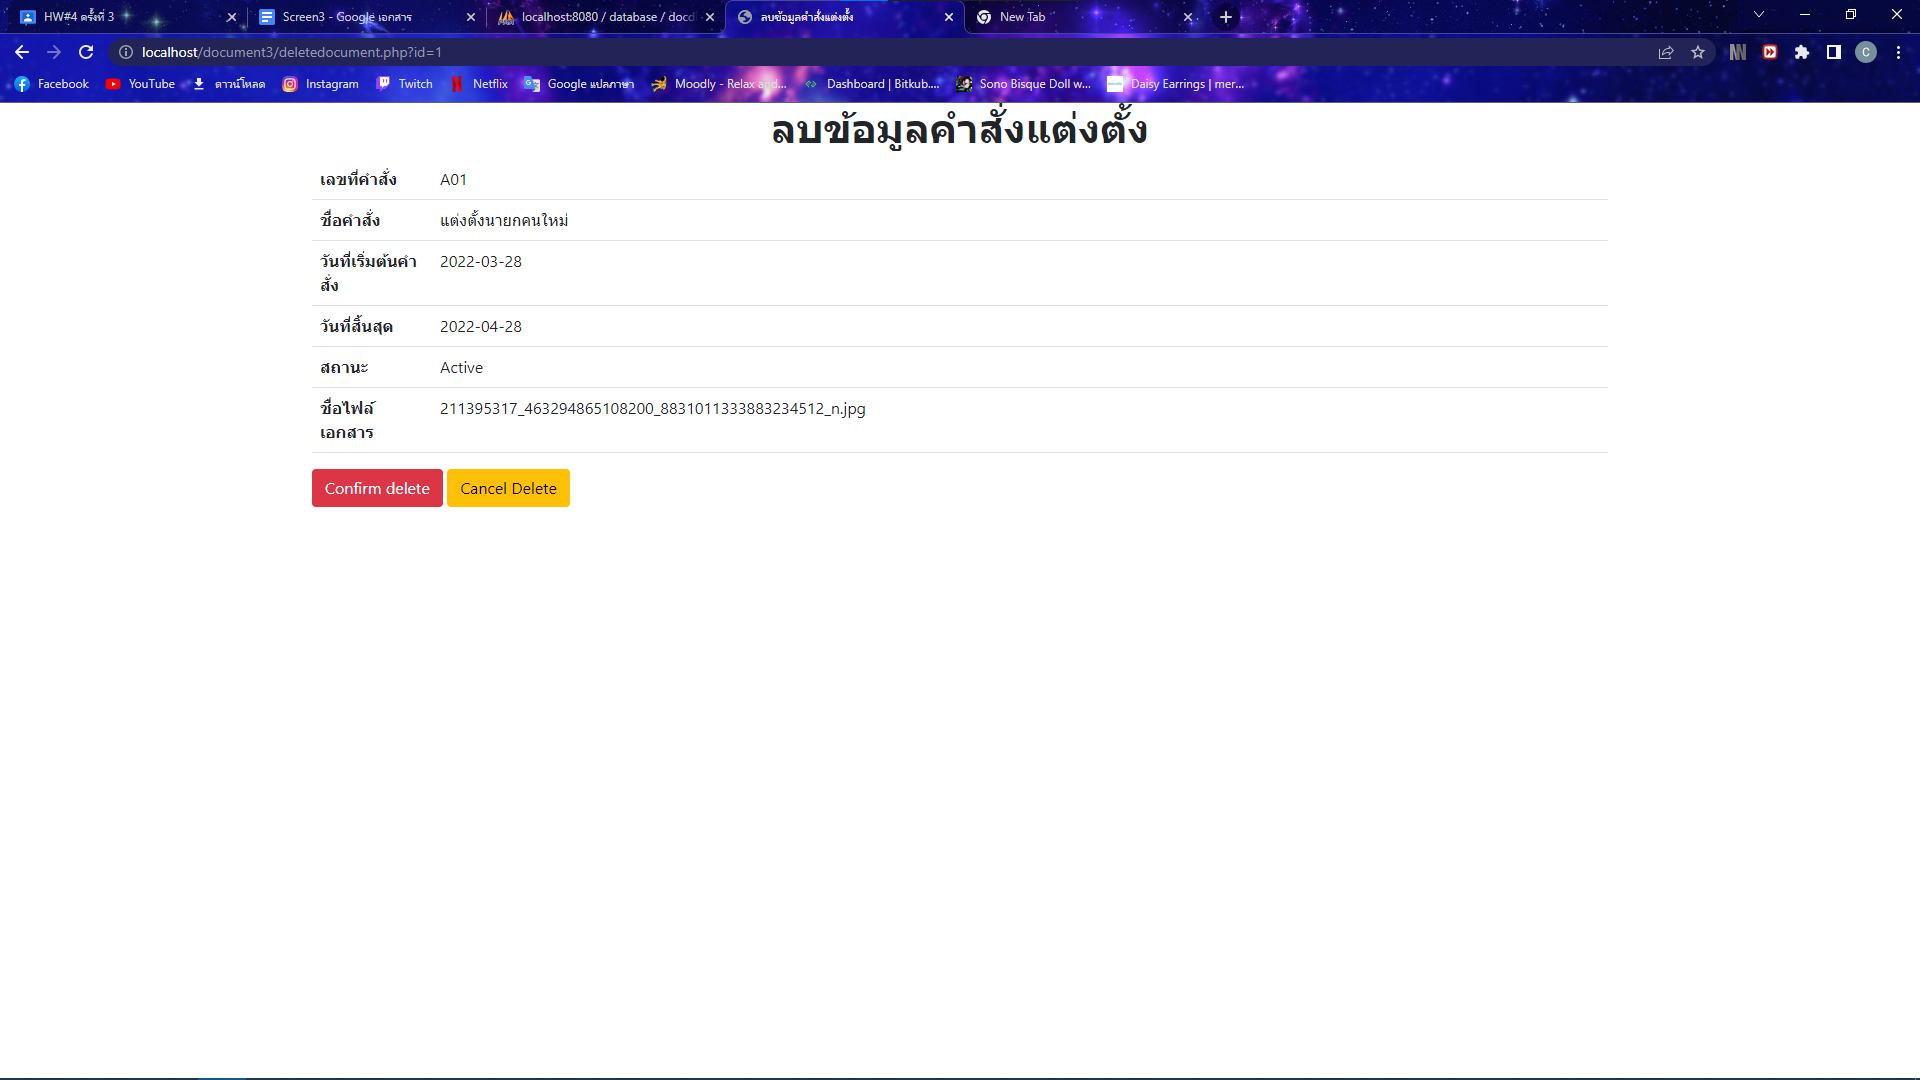 HW#4 ครั้งที่ 3
Screen3 - Google เอกสาร
localhost:8080 / database / docd
ลบข้อมูลคำสั่งแต่งตั้ง
New Tab
localhost/document3/deletedocument.php?id=1
C
Facebook
YouTube
ดาวน์โหลด
Instagram
Twitch
Netflix
Google แปลภาษา
Moodly - Relax and...
Dashboard | Bitkub....
Sono Bisque Doll w...
Daisy Earrings | mer...
ลบข้อมูลคำสั่งแต่งตั้ง
เลขที่คำสั่ง A01
ชื่อคำสั่ง แต่งตั้งนายกคนใหม่
วันที่เริ่มต้นคำ 2022-03-28
สั่ง
วันที่สิ้นสุด 2022-04-28
สถานะ Active
ชื่อไฟล์ 211395317_463294865108200_8831011333883234512_n.jpg
เอกสาร
Confirm delete Cancel Delete